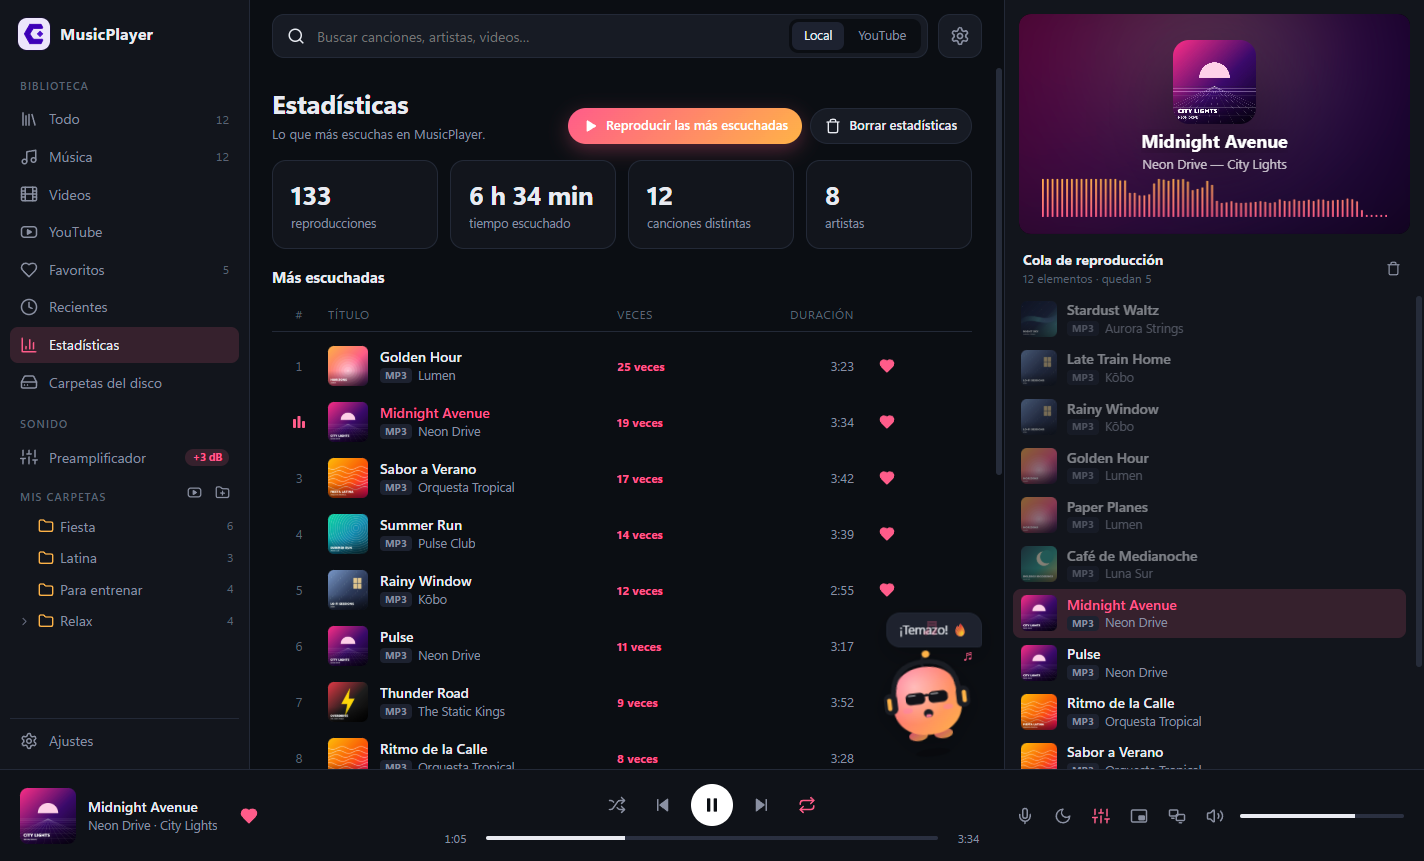 MusicPlayer
BIBLIOTECA
Todo 12
Música 12
Videos
YouTube
Favoritos 5
Recientes
Estadísticas
Carpetas del disco
SONIDO
Preamplificador +3 dB
MIS CARPETAS
Fiesta 6
Latina 3
Para entrenar 4
Relax 4
Ajustes
Buscar canciones, artistas, videos...
Local YouTube
Estadísticas
Lo que más escuchas en MusicPlayer.
Reproducir las más escuchadas
Borrar estadísticas
133
reproducciones
6 h 34 min
tiempo escuchado
12
canciones distintas
8
artistas
Más escuchadas
# TÍTULO VECES DURACIÓN
1 Golden Hour 25 veces 3:23
MP3 Lumen
Midnight Avenue 19 veces 3:34
MP3 Neon Drive
3 Sabor a Verano 17 veces 3:42
MP3 Orquesta Tropical
4 Summer Run 14 veces 3:39
MP3 Pulse Club
5 Rainy Window 12 veces 2:55
MP3 Kōbo
6 Pulse 11 veces 3:17
MP3 Neon Drive
7 Thunder Road 9 veces 3:52
MP3 The Static Kings
8 Ritmo de la Calle 8 veces 3:28
MP3 Orquesta Tropical
¡Temazo!
CITY LIGHTS
Midnight Avenue
Neon Drive — City Lights
Cola de reproducción
12 elementos · quedan 5
Stardust Waltz
MP3 Aurora Strings
Late Train Home
MP3 Kōbo
Rainy Window
MP3 Kōbo
Golden Hour
MP3 Lumen
Paper Planes
MP3 Lumen
Café de Medianoche
MP3 Luna Sur
Midnight Avenue
MP3 Neon Drive
Pulse
MP3 Neon Drive
Ritmo de la Calle
MP3 Orquesta Tropical
Sabor a Verano
MP3 Orquesta Tropical
CITY LIGHTS
Midnight Avenue
Neon Drive · City Lights
1:05
3:34